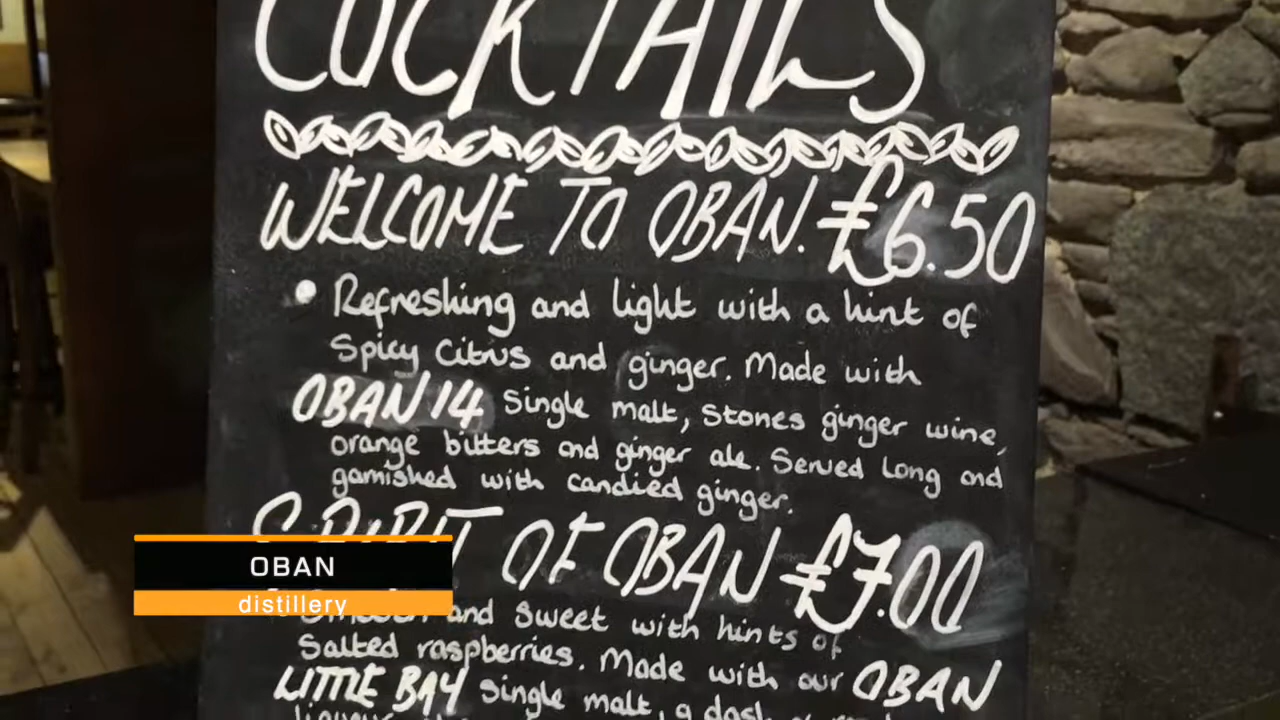 COCKTAILS
WELCOME TO OBAN. £6.50
• Refreshing and light with a hint of
Spicy Citrus and ginger. Made with
OBAN 14 Single malt, Stones ginger wine,
orange bitters and ginger ale. Served Long and
garnished with candied ginger.
SPIRIT OF OBAN £7.00
and Sweet with hints of
Salted raspberries. Made with our OBAN
LITTLE BAY Single malt, a dash
OBAN
distillery